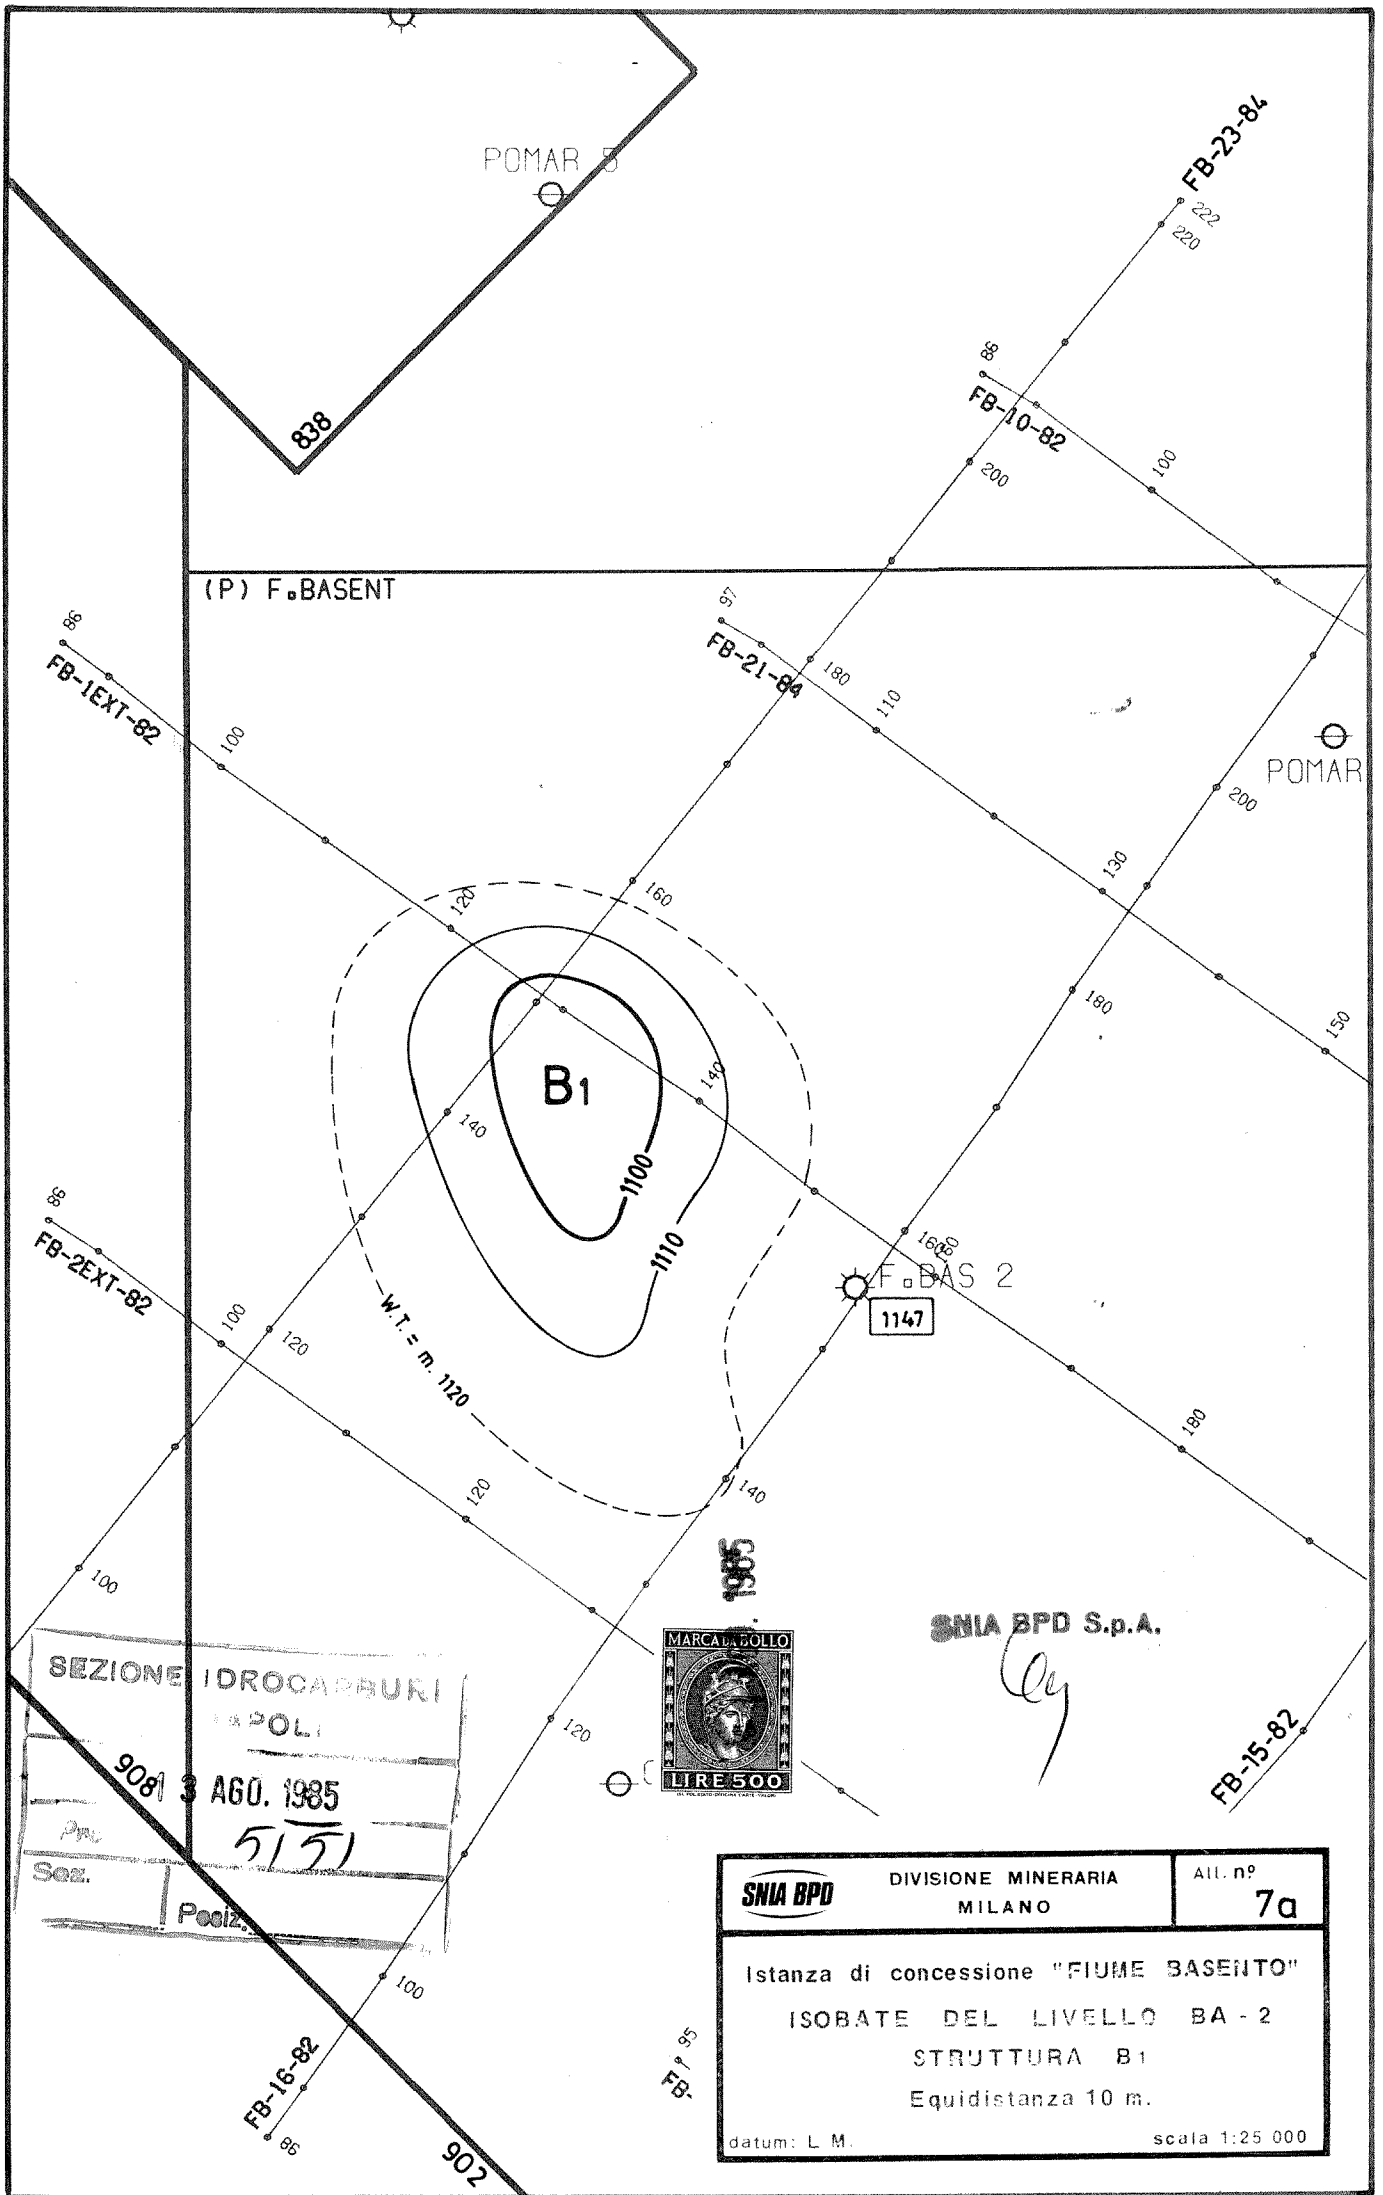 POMAR 5
FB-23-84
222
220
86
FB-10-82
838
200
100
(P) F.BASENT
86
97
FB-1EXT-82
FB-21-84
180
110
100
POMAR
200
130
120
160
180
150
B1
140
140
1100
86
1110
FB-2EXT-82
160
F.BAS 2
1147
100
120
W.T. = m. 1120
180
120
140
100
1985
MARCA DA BOLLO
LIRE 500
SNIA BPD S.p.A.
SEZIONE IDROCARBURI
NAPOLI
120
908
13 AGO. 1985
5151
Sez.
Posiz.
FB-15-82
100
FB-16-82
86
902
95
FB-
SNIA BPD
DIVISIONE MINERARIA
MILANO
All. nº
7a
Istanza di concessione "FIUME BASENTO"
ISOBATE DEL LIVELLO BA - 2
STRUTTURA B1
Equidistanza 10 m.
datum: L M.
scala 1:25 000